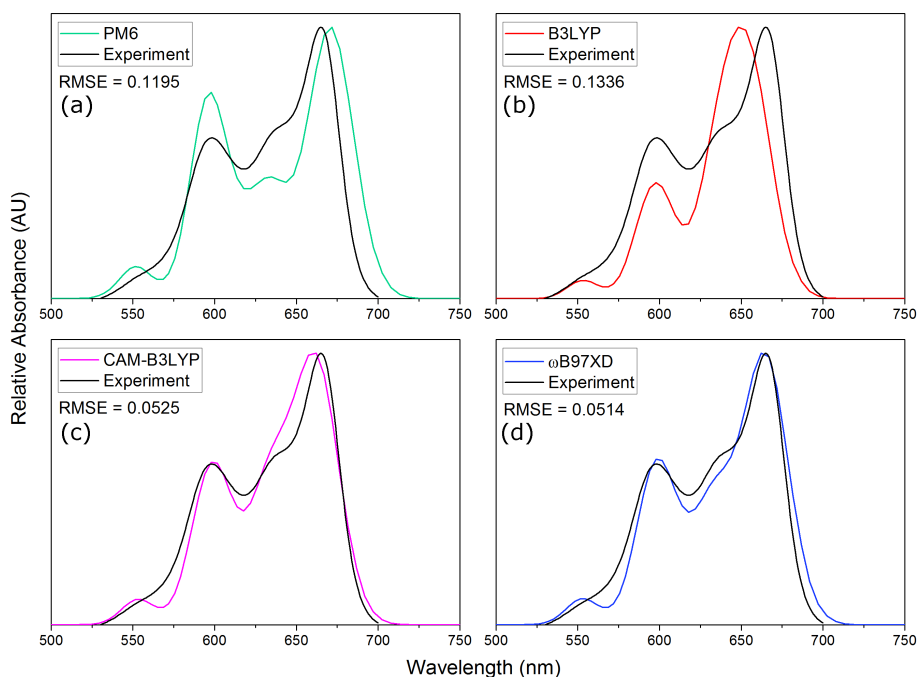 PM6
Experiment
RMSE = 0.1195
(a)
B3LYP
Experiment
RMSE = 0.1336
(b)
500 550 600 650 700 750
500 550 600 650 700 750
CAM-B3LYP
Experiment
RMSE = 0.0525
(c)
ωB97XD
Experiment
RMSE = 0.0514
(d)
500 550 600 650 700 750
500 550 600 650 700 750
Relative Absorbance (AU)
Wavelength (nm)